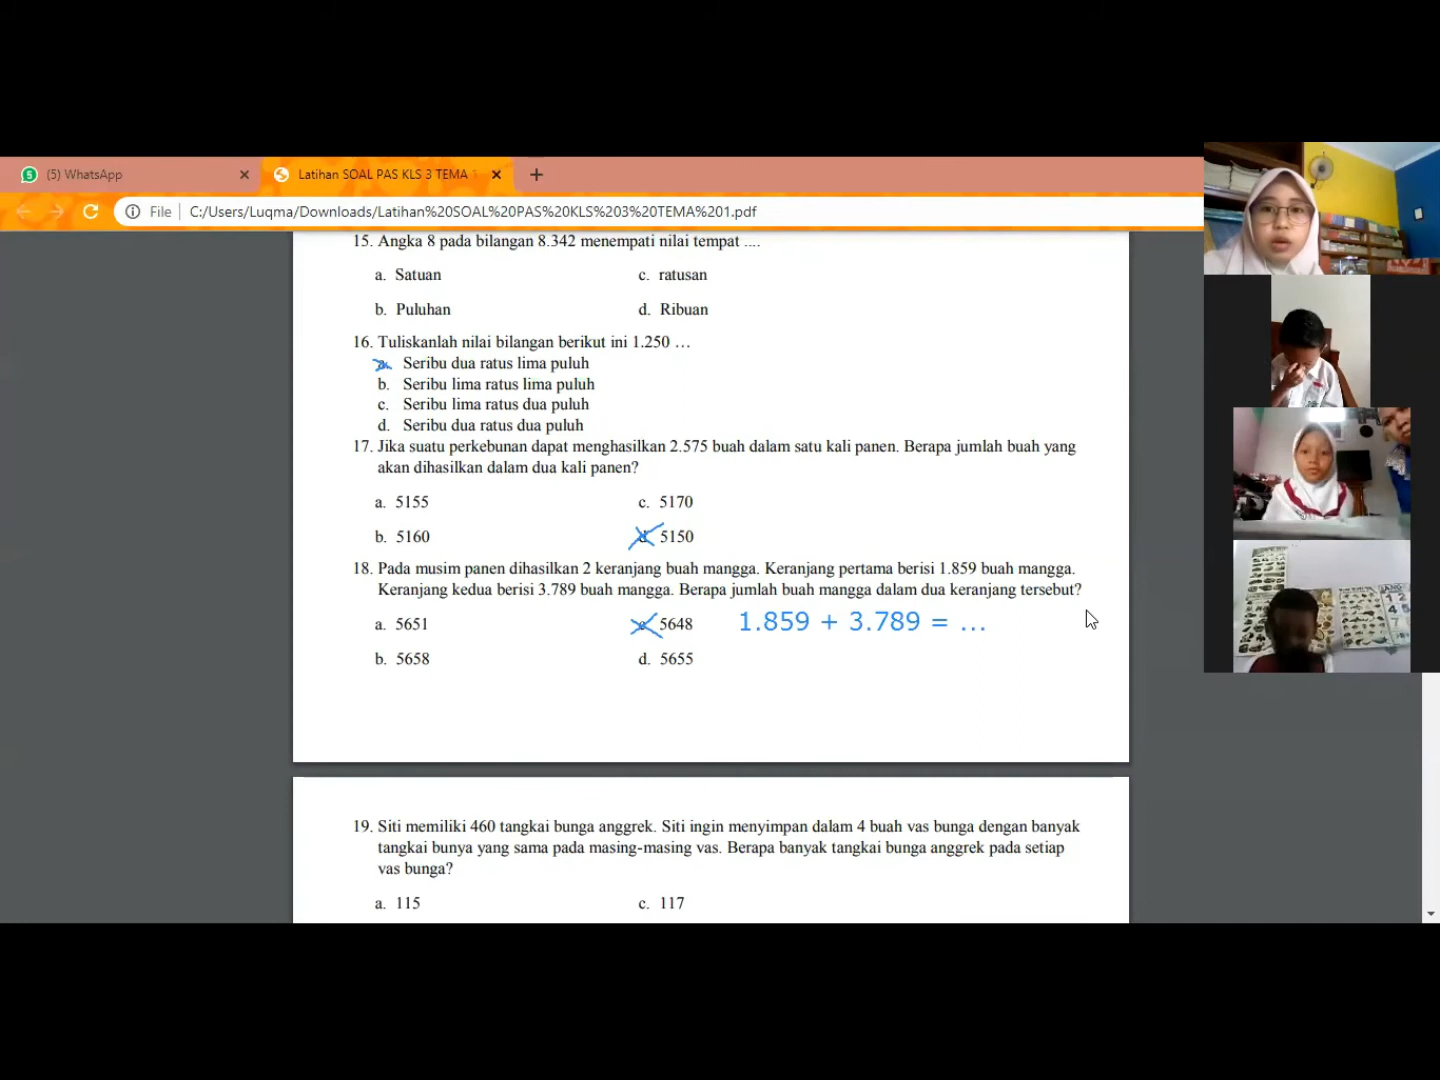 (5) WhatsApp
Latihan SOAL PAS KLS 3 TEMA 1
File C:/Users/Luqma/Downloads/Latihan%20SOAL%20PAS%20KLS%203%20TEMA%201.pdf
15. Angka 8 pada bilangan 8.342 menempati nilai tempat ....
a. Satuan c. ratusan
b. Puluhan d. Ribuan
16. Tuliskanlah nilai bilangan berikut ini 1.250 ...
a. Seribu dua ratus lima puluh
b. Seribu lima ratus lima puluh
c. Seribu lima ratus dua puluh
d. Seribu dua ratus dua puluh
17. Jika suatu perkebunan dapat menghasilkan 2.575 buah dalam satu kali panen. Berapa jumlah buah yang
akan dihasilkan dalam dua kali panen?
a. 5155 c. 5170
b. 5160 d. 5150
18. Pada musim panen dihasilkan 2 keranjang buah mangga. Keranjang pertama berisi 1.859 buah mangga.
Keranjang kedua berisi 3.789 buah mangga. Berapa jumlah buah mangga dalam dua keranjang tersebut?
a. 5651 c. 5648 1.859 + 3.789 = ...
b. 5658 d. 5655
19. Siti memiliki 460 tangkai bunga anggrek. Siti ingin menyimpan dalam 4 buah vas bunga dengan banyak
tangkai bunya yang sama pada masing-masing vas. Berapa banyak tangkai bunga anggrek pada setiap
vas bunga?
a. 115 c. 117